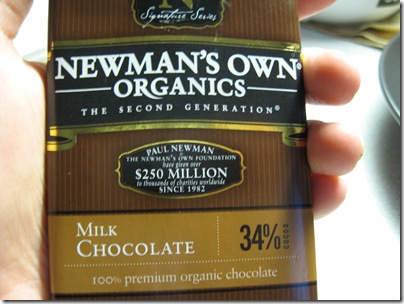 N
Signature Series
NEWMAN'S OWN®
ORGANICS
THE SECOND GENERATION®
PAUL NEWMAN
THE NEWMAN'S OWN FOUNDATION
have given over
$250 MILLION
to thousands of charities worldwide
SINCE 1982
MILK
CHOCOLATE
34% cocoa
100% premium organic chocolate